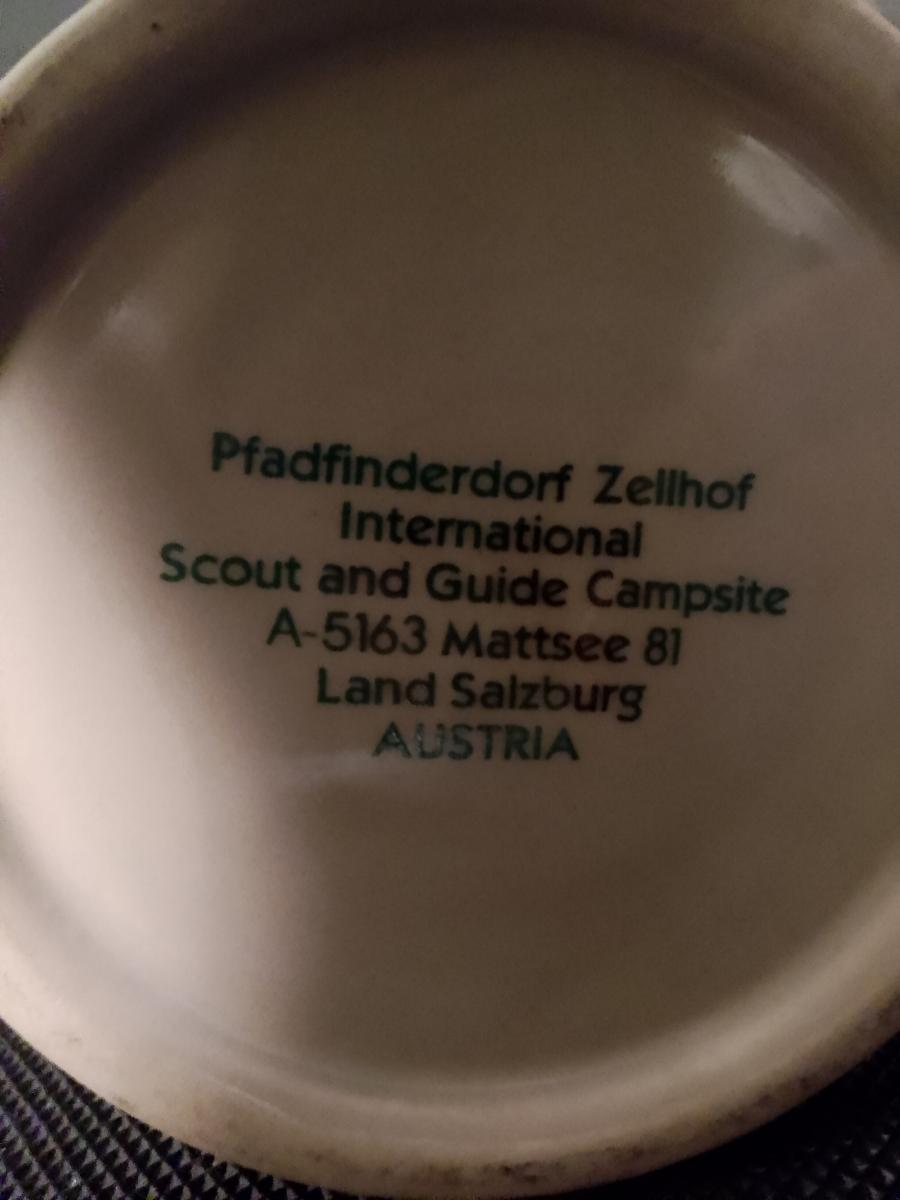 Pfadfinderdorf Zellhof
International
Scout and Guide Campsite
A-5163 Mattsee 81
Land Salzburg
AUSTRIA